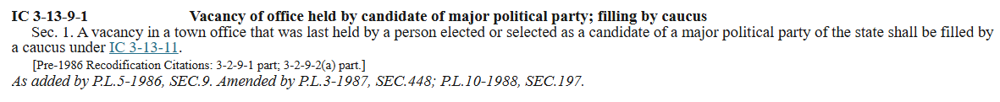 IC 3-13-9-1 Vacancy of office held by candidate of major political party; filling by caucus
Sec. 1. A vacancy in a town office that was last held by a person elected or selected as a candidate of a major political party of the state shall be filled by
a caucus under IC 3-13-11.
[Pre-1986 Recodification Citations: 3-2-9-1 part; 3-2-9-2(a) part.]
As added by P.L.5-1986, SEC.9. Amended by P.L.3-1987, SEC.448; P.L.10-1988, SEC.197.